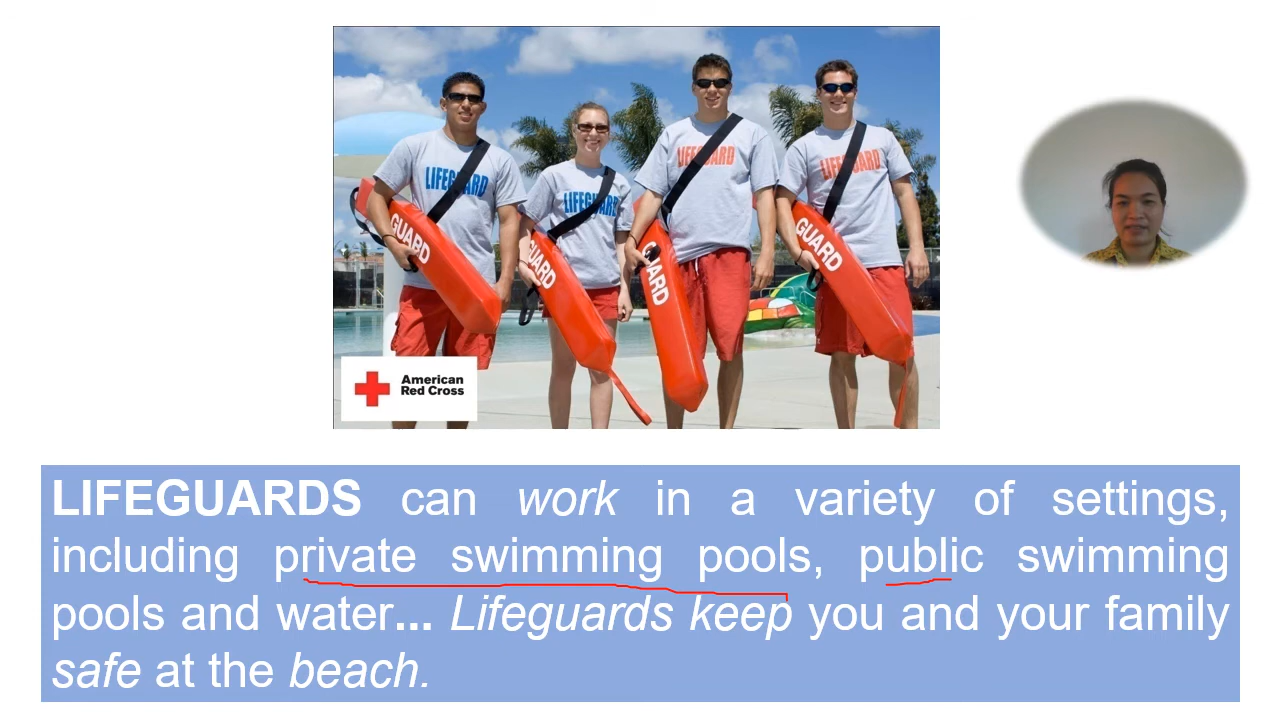 LIFEGUARD
LIFEGUARD
LIFEGUARD
LIFEGUARD
GUARD
GUARD
GUARD
GUARD
American
Red Cross
LIFEGUARDS can work in a variety of settings,
including private swimming pools, public swimming
pools and water... Lifeguards keep you and your family
safe at the beach.